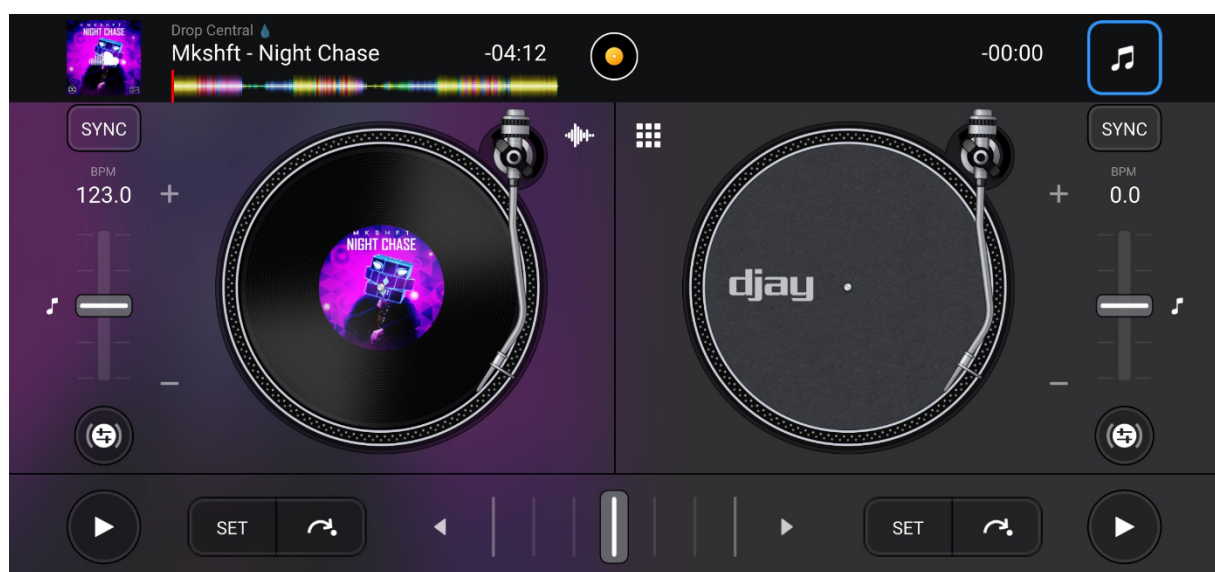 MKSHFT
NIGHT CHASE
Drop Central
Mkshft - Night Chase
-04:12
-00:00
SYNC
BPM
123.0
MKSHFT
NIGHT CHASE
djay
SYNC
BPM
0.0
SET
SET